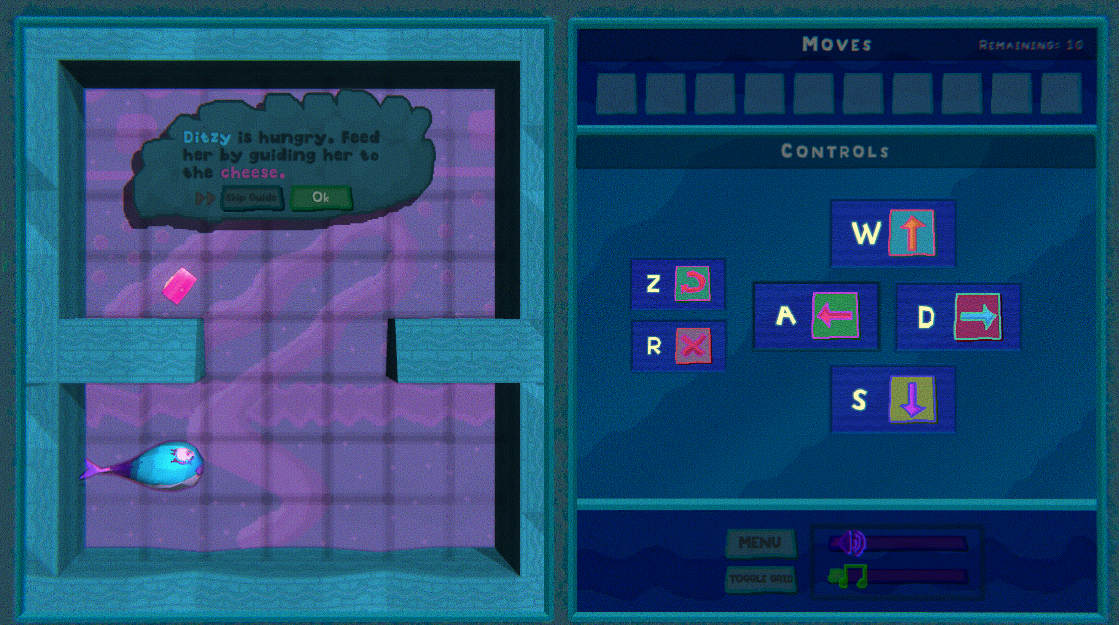 Ditzy is hungry. Feed
her by guiding her to
the cheese.
Skip Guide
Ok
MOVES
REMAINING: 10
CONTROLS
W
Z
A
D
R
S
MENU
TOGGLE GRID